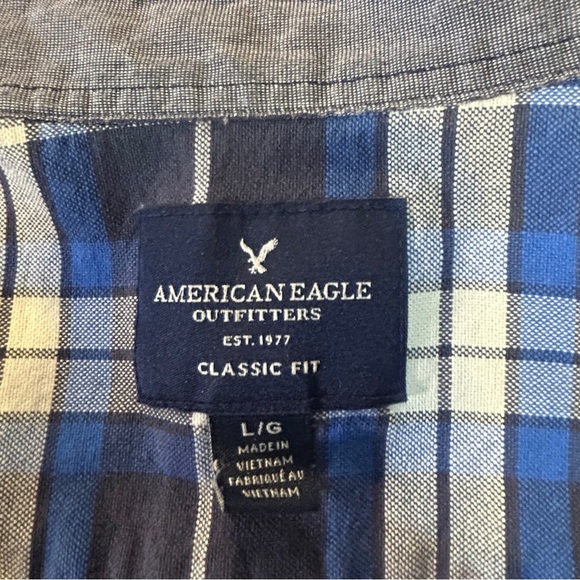 AMERICAN EAGLE
OUTFITTERS
EST. 1977
CLASSIC FIT
L/G
MADE IN
VIETNAM
FABRIQUÉ AU
VIETNAM